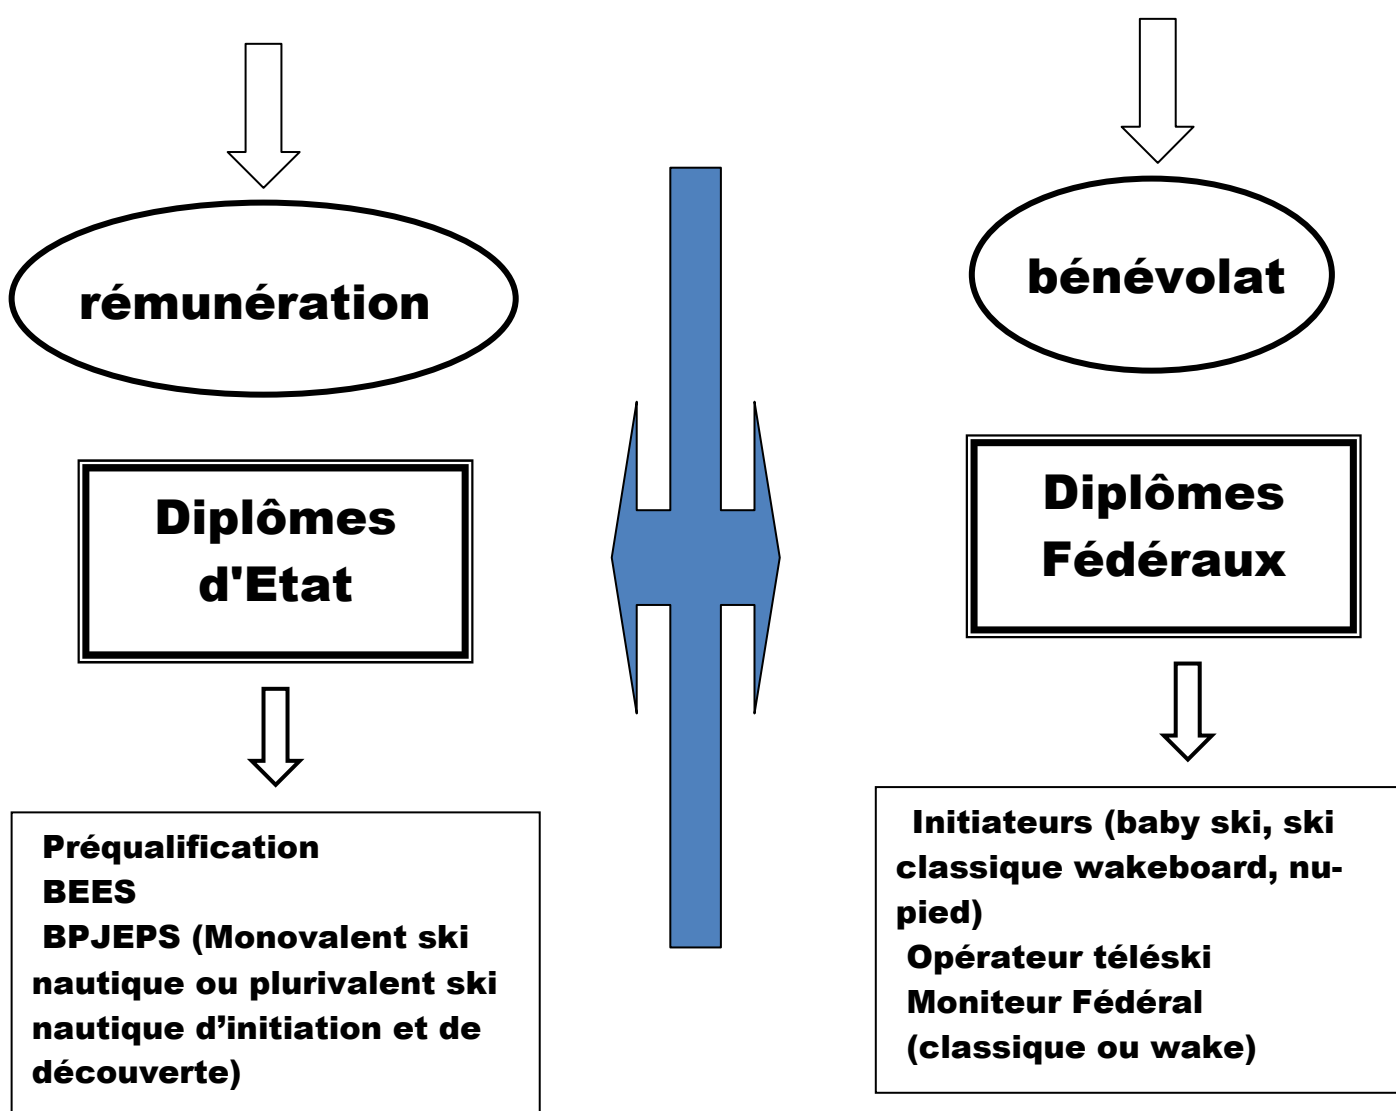 rémunération
Diplômes
d'Etat
Préqualification
BEES
BPJEPS (Monovalent ski
nautique ou plurivalent ski
nautique d’initiation et de
découverte)
bénévolat
Diplômes
Fédéraux
Initiateurs (baby ski, ski
classique wakeboard, nu-
pied)
Opérateur téléski
Moniteur Fédéral
(classique ou wake)